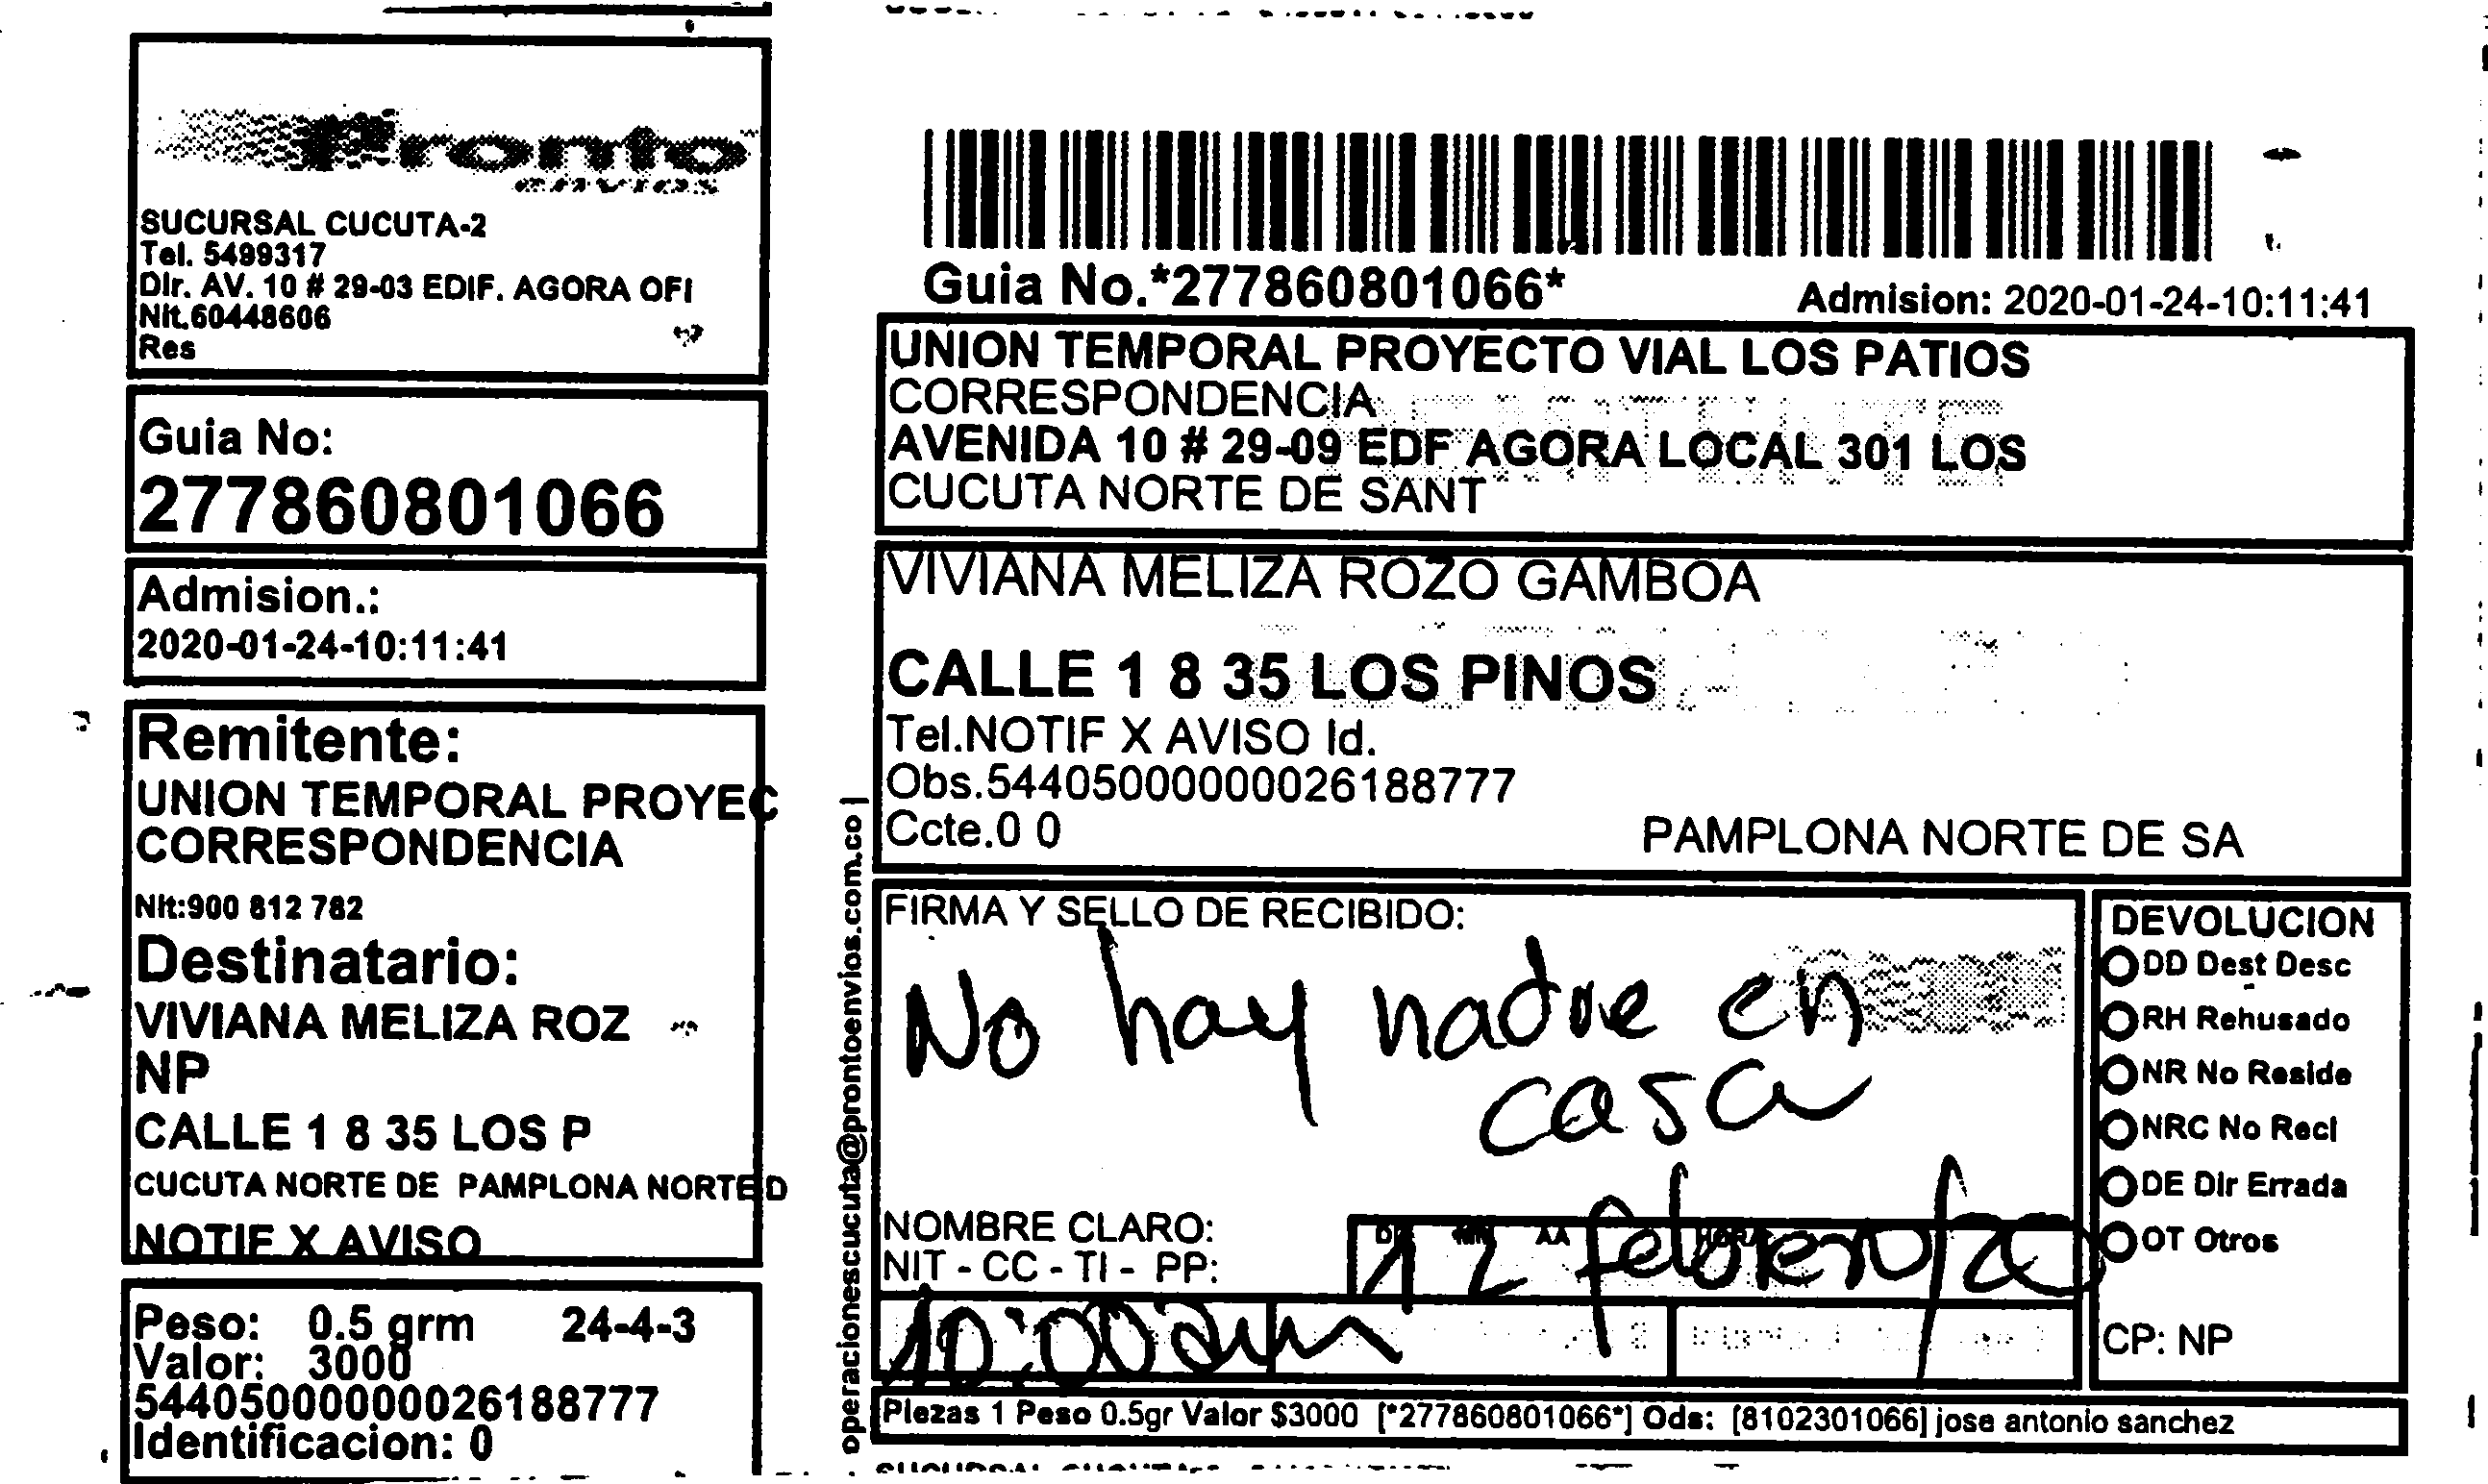 Pronto
envios
SUCURSAL CUCUTA-2
Tel. 5499317
Dir. AV. 10 # 29-03 EDIF. AGORA OFI
Nit.60448606
Res
Guia No:
277860801066
Admision.:
2020-01-24-10:11:41
Remitente:
UNION TEMPORAL PROYEC
CORRESPONDENCIA
Nit:900 812 782
Destinatario:
VIVIANA MELIZA ROZ
NP
CALLE 1 8 35 LOS P
CUCUTA NORTE DE PAMPLONA NORTE D
NOTIF X AVISO
Peso: 0.5 grm 24-4-3
Valor: 3000
544050000000026188777
Identificacion: 0
operacionescucuta@prontoenvios.com.co |
Guia No.*277860801066*
Admision: 2020-01-24-10:11:41
UNION TEMPORAL PROYECTO VIAL LOS PATIOS
CORRESPONDENCIA
AVENIDA 10 # 29-09 EDF AGORA LOCAL 301 LOS
CUCUTA NORTE DE SANT
VIVIANA MELIZA ROZO GAMBOA
CALLE 1 8 35 LOS PINOS
Tel.NOTIF X AVISO Id.
Obs.544050000000026188777
Ccte.0 0
PAMPLONA NORTE DE SA
FIRMA Y SELLO DE RECIBIDO:
No hay nadie en
casa
NOMBRE CLARO:
NIT - CC - TI - PP:
AA HORA
12 febrero
10:00 am
DEVOLUCION
DD Dest Desc
RH Rehusado
NR No Reside
NRC No Recl
DE Dir Errada
OT Otros
CP: NP
Piezas 1 Peso 0.5gr Valor $3000 [*277860801066*] Ods: [8102301066] jose antonio sanchez